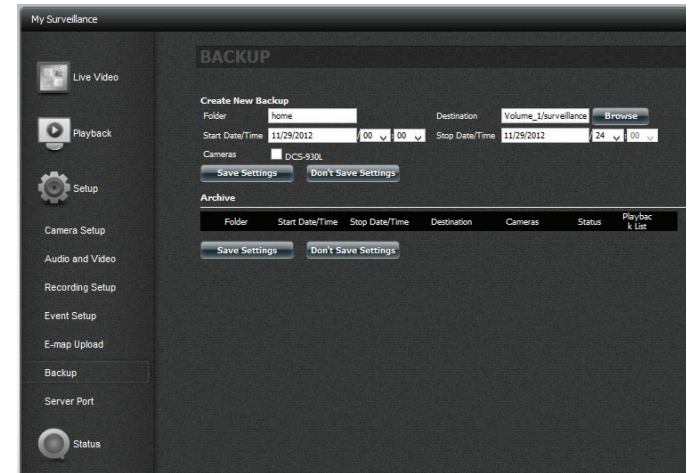 My Surveillance
Live Video
Playback
Setup
Camera Setup
Audio and Video
Recording Setup
Event Setup
E-map Upload
Backup
Server Port
Status
BACKUP
Create New Backup
Folder home Destination Volume_1/surveillance Browse
Start Date/Time 11/29/2012 / 00 : 00 Stop Date/Time 11/29/2012 / 24 : 00
Cameras DCS-930L
Save Settings Don't Save Settings
Archive
Folder Start Date/Time Stop Date/Time Destination Cameras Status Playbac
k List
Save Settings Don't Save Settings